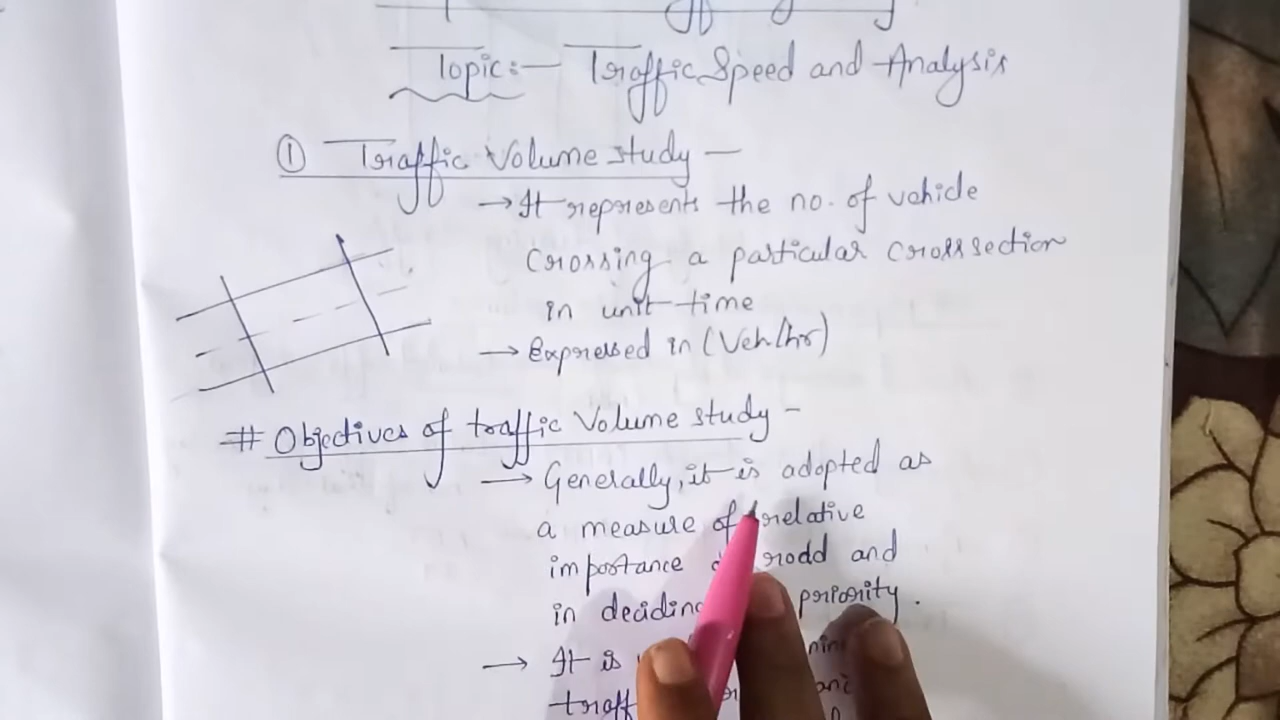 Topic:- Traffic Speed and Analysis
① Traffic Volume study -
→ It represents the no. of vehicle
crossing a particular crosssection
in unit time
→ Expressed in (Veh/hr)
# Objectives of traffic Volume study -
→ Generally, it is adopted as
a measure of relative
importance rodd and
in deciding priority.
→ It is